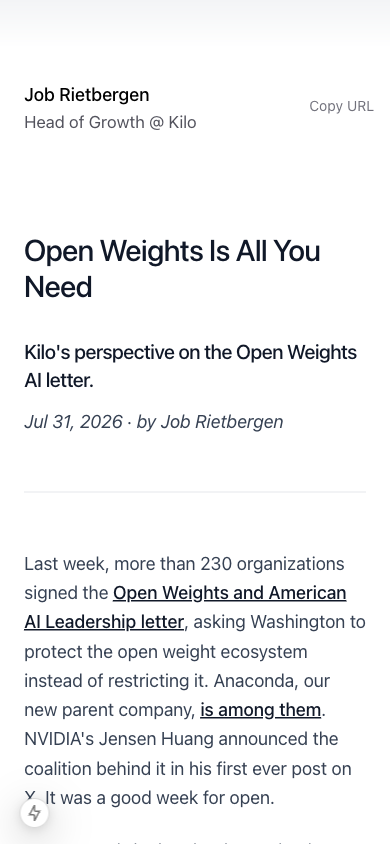 Job Rietbergen
Head of Growth @ Kilo
Copy URL
Open Weights Is All You
Need
Kilo's perspective on the Open Weights
AI letter.
Jul 31, 2026 · by Job Rietbergen
Last week, more than 230 organizations
signed the Open Weights and American
AI Leadership letter, asking Washington to
protect the open weight ecosystem
instead of restricting it. Anaconda, our
new parent company, is among them.
NVIDIA's Jensen Huang announced the
coalition behind it in his first ever post on
X. It was a good week for open.